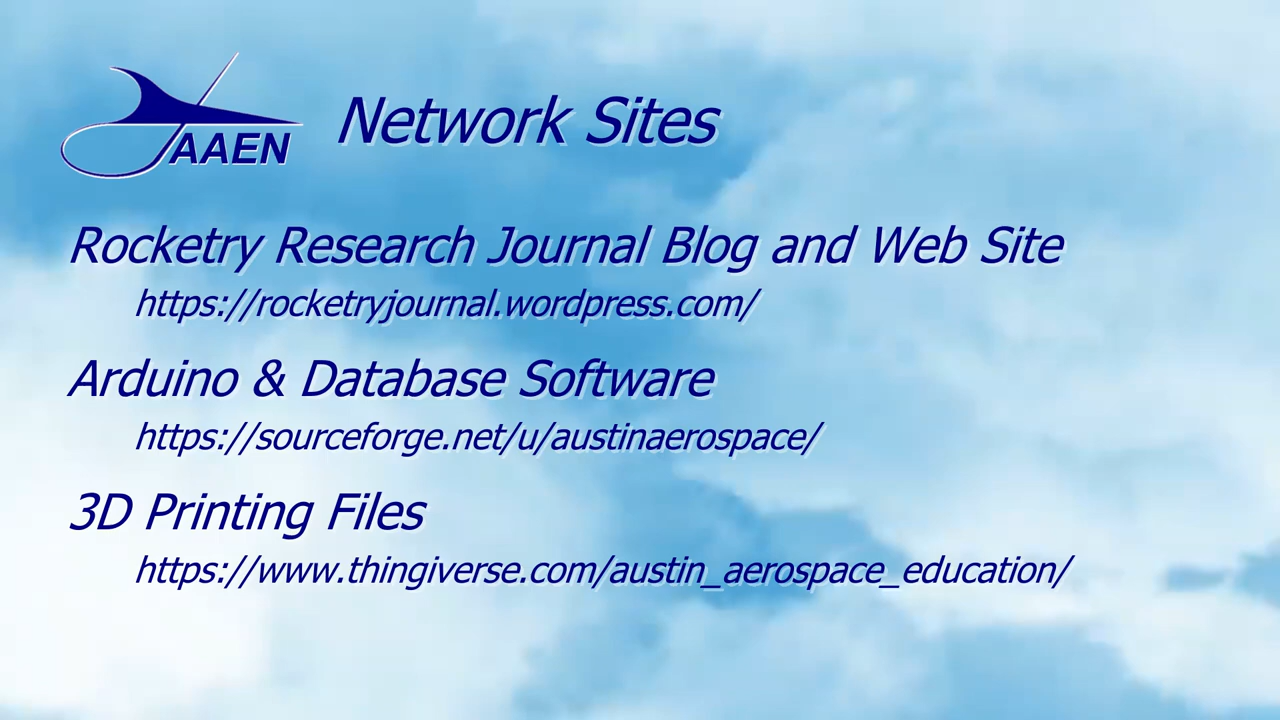 AAEN
Network Sites
Rocketry Research Journal Blog and Web Site
https://rocketryjournal.wordpress.com/
Arduino & Database Software
https://sourceforge.net/u/austinaerospace/
3D Printing Files
https://www.thingiverse.com/austin_aerospace_education/